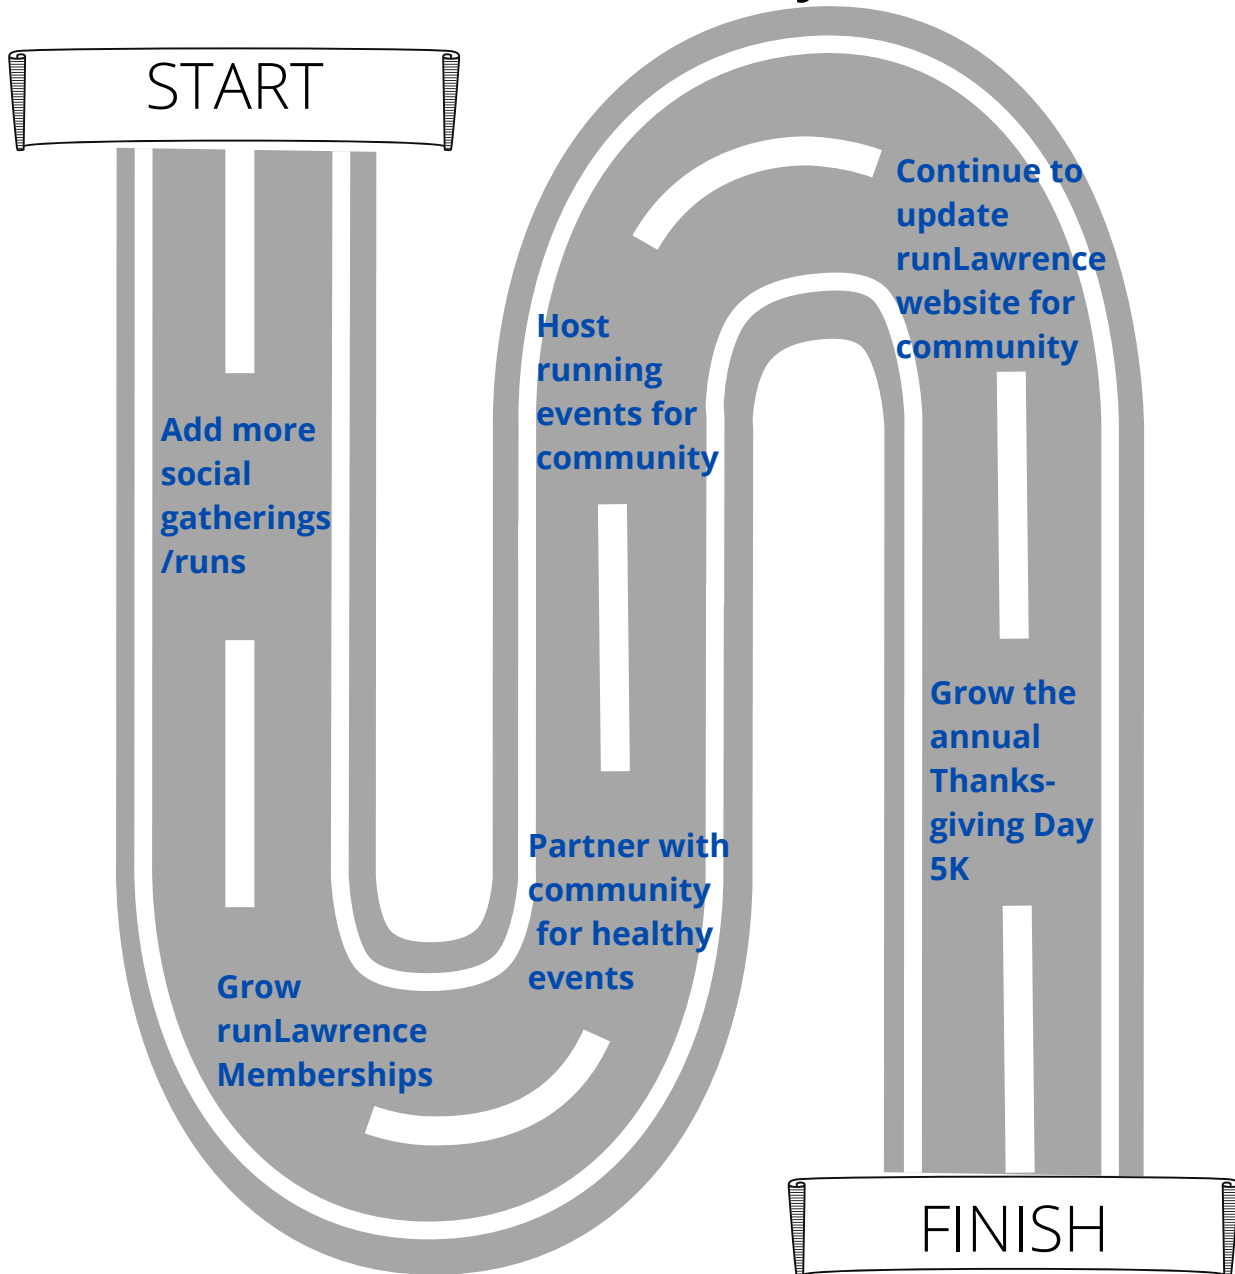 START
Add more
social
gatherings
/runs
Grow
runLawrence
Memberships
Partner with
community
for healthy
events
Host
running
events for
community
Continue to
update
runLawrence
website for
community
Grow the
annual
Thanks-
giving Day
5K
FINISH